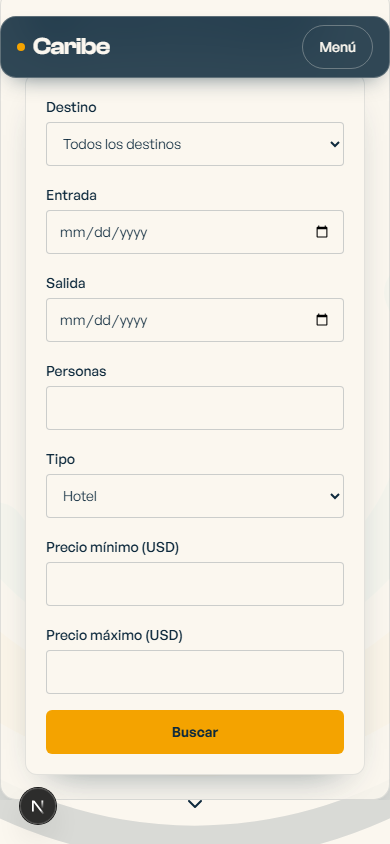 Caribe
Menú
Destino
Todos los destinos
Entrada
mm/dd/yyyy
Salida
mm/dd/yyyy
Personas
Tipo
Hotel
Precio mínimo (USD)
Precio máximo (USD)
Buscar
N